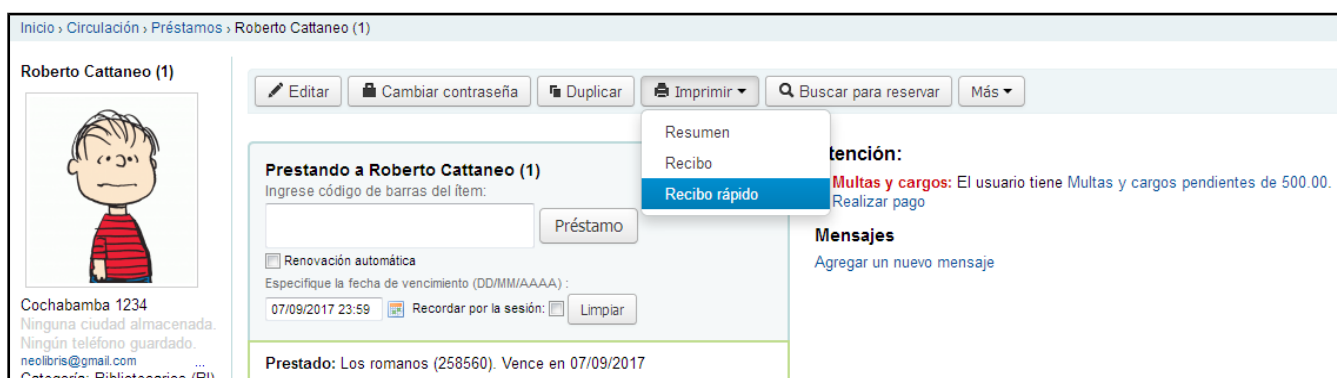 Inicio › Circulación › Préstamos › Roberto Cattaneo (1)
Roberto Cattaneo (1)
Editar Cambiar contraseña Duplicar Imprimir Buscar para reservar Más
Resumen
Recibo
Recibo rápido
Prestando a Roberto Cattaneo (1)
Ingrese código de barras del ítem:
Préstamo
Renovación automática
Especifique la fecha de vencimiento (DD/MM/AAAA) :
07/09/2017 23:59 Recordar por la sesión: Limpiar
Prestado: Los romanos (258560). Vence en 07/09/2017
tención:
Multas y cargos: El usuario tiene Multas y cargos pendientes de 500.00.
Realizar pago
Mensajes
Agregar un nuevo mensaje
Cochabamba 1234
Ninguna ciudad almacenada.
Ningún teléfono guardado.
neolibris@gmail.com ...
Categoría: Bibliotecarios (BI)